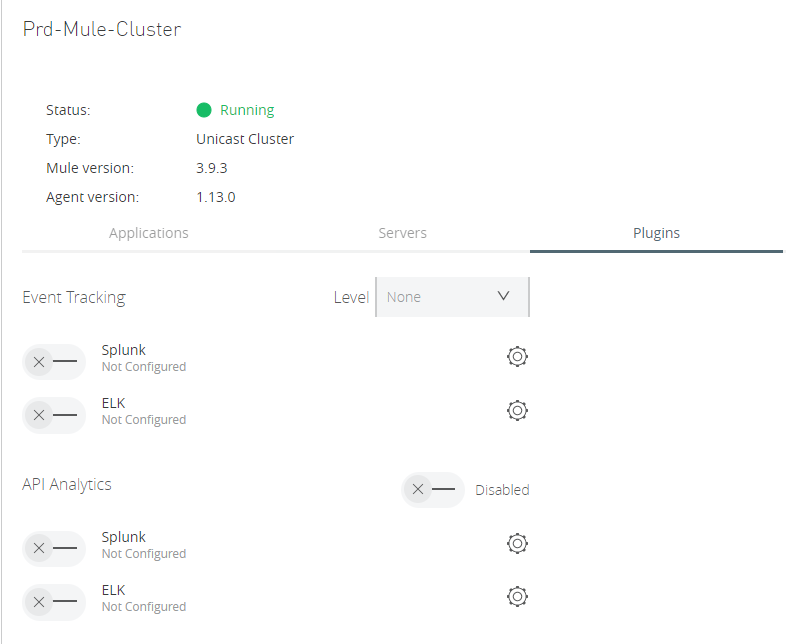 Prd-Mule-Cluster
Status: Running
Type: Unicast Cluster
Mule version: 3.9.3
Agent version: 1.13.0
Applications Servers Plugins
Event Tracking Level None
Splunk
Not Configured
ELK
Not Configured
API Analytics Disabled
Splunk
Not Configured
ELK
Not Configured